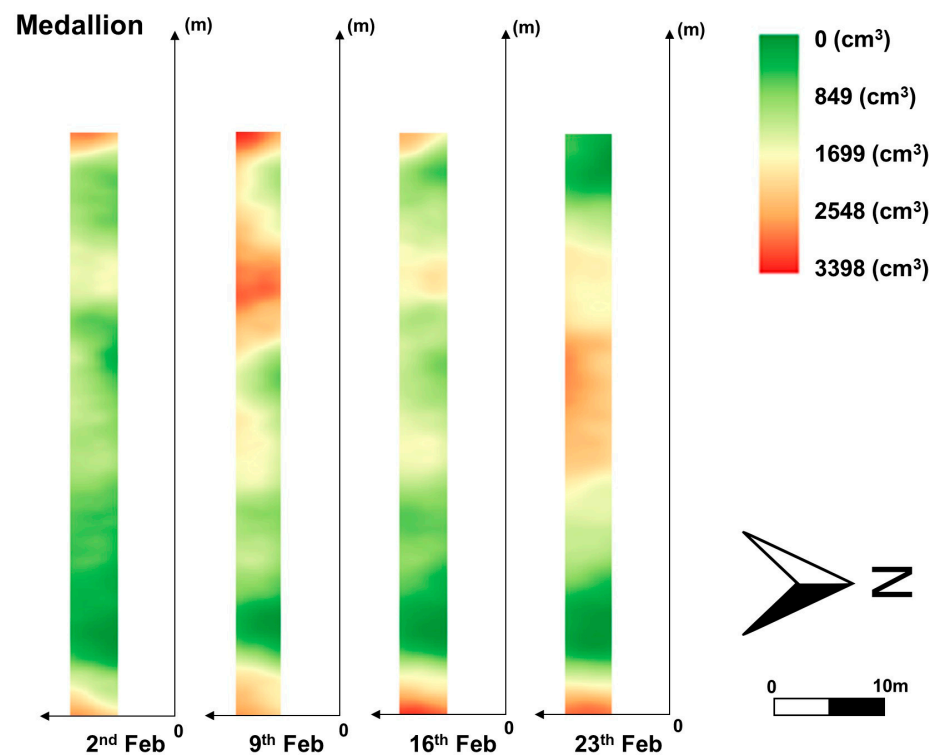 Medallion
(m) (m) (m) (m)
0 (cm³)
849 (cm³)
1699 (cm³)
2548 (cm³)
3398 (cm³)
N
0 10m
0 0 0 0
2nd Feb 9th Feb 16th Feb 23th Feb